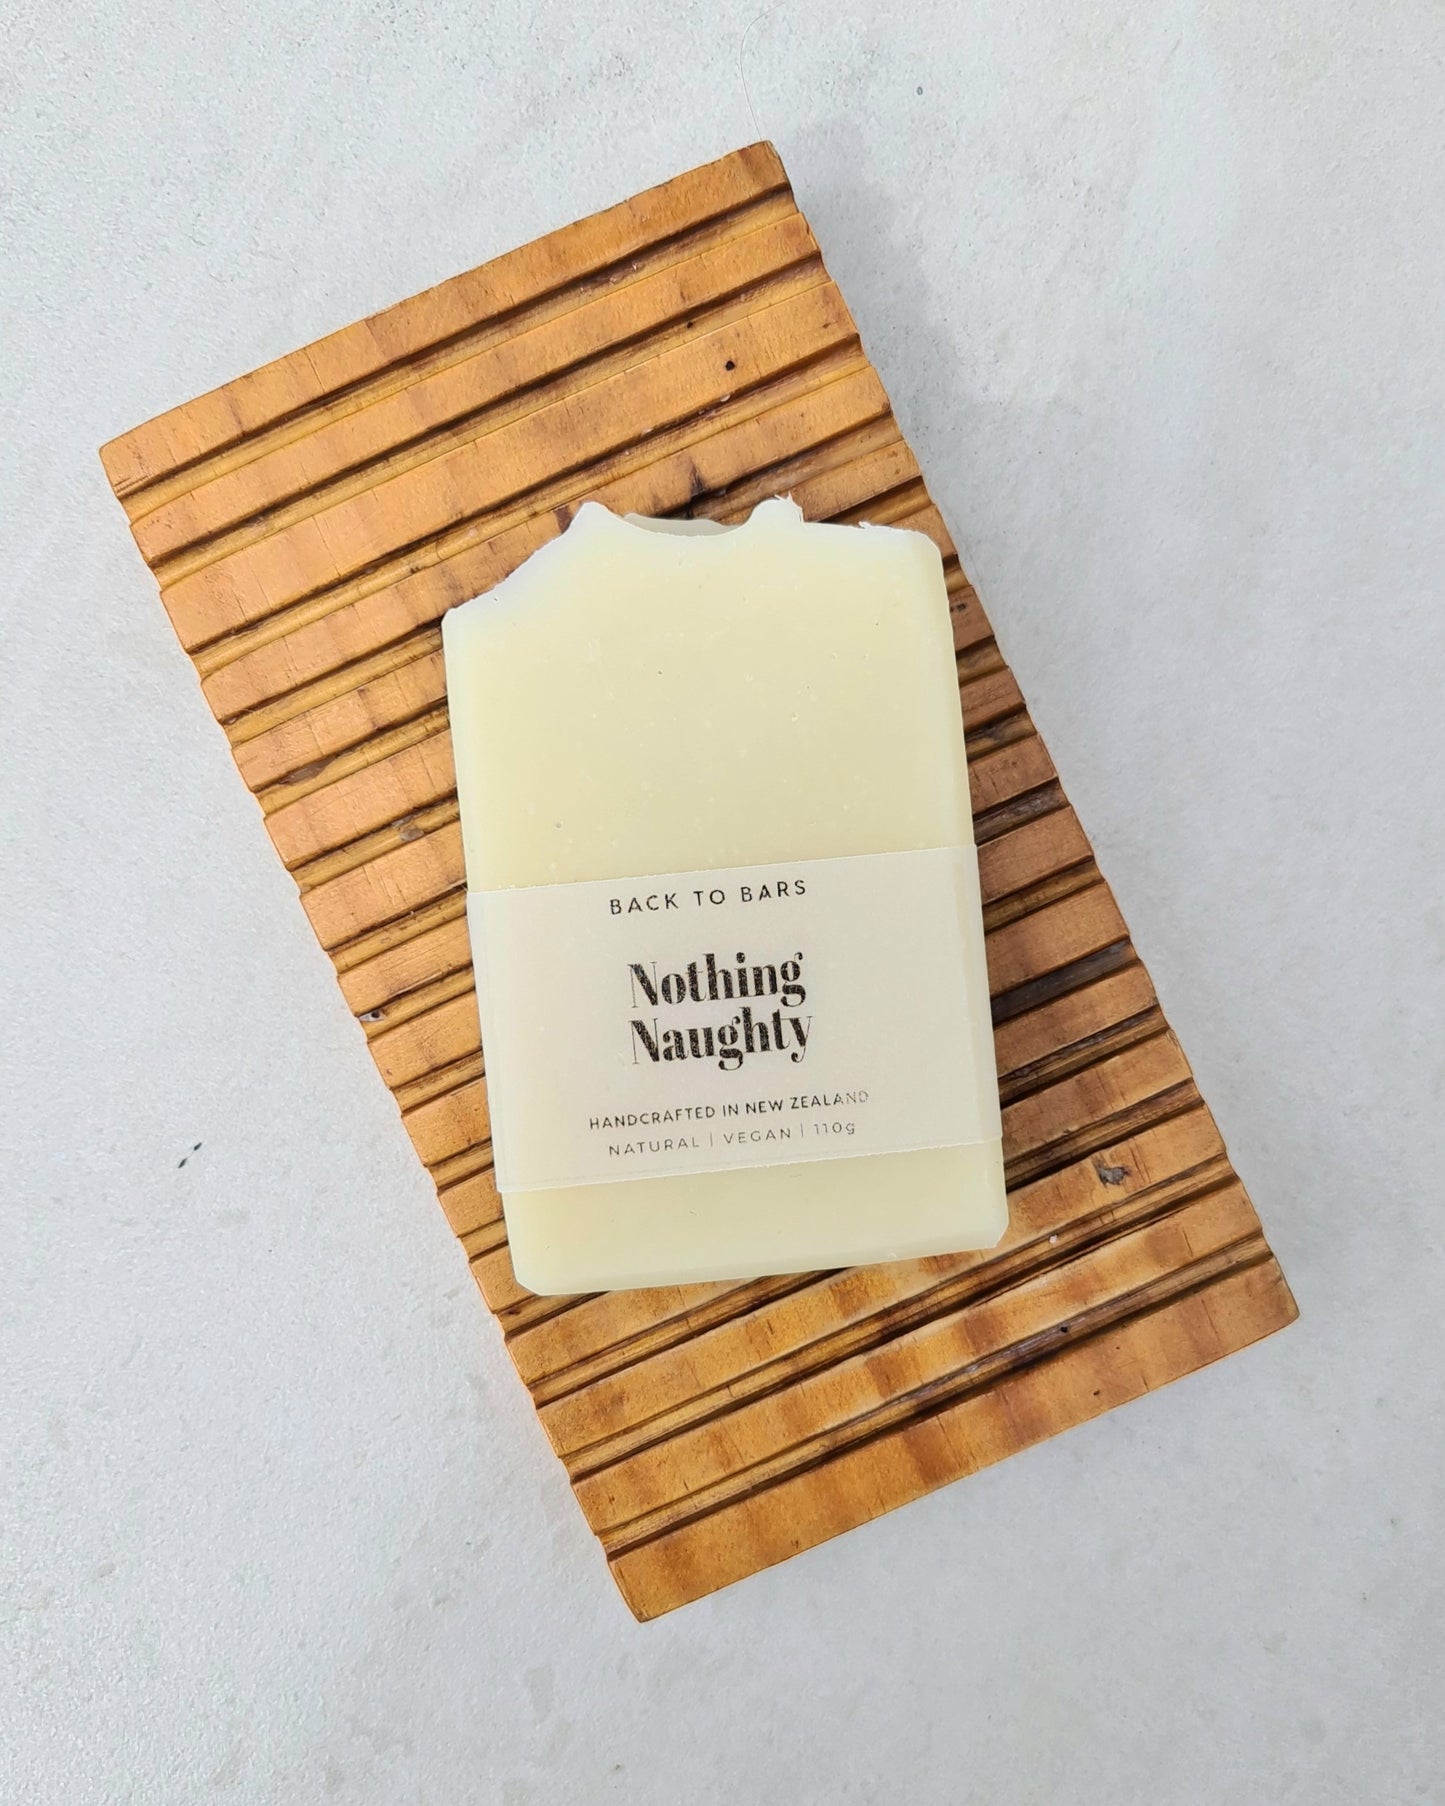 BACK TO BARS
Nothing
Naughty
HANDCRAFTED IN NEW ZEALAND
NATURAL | VEGAN | 110g